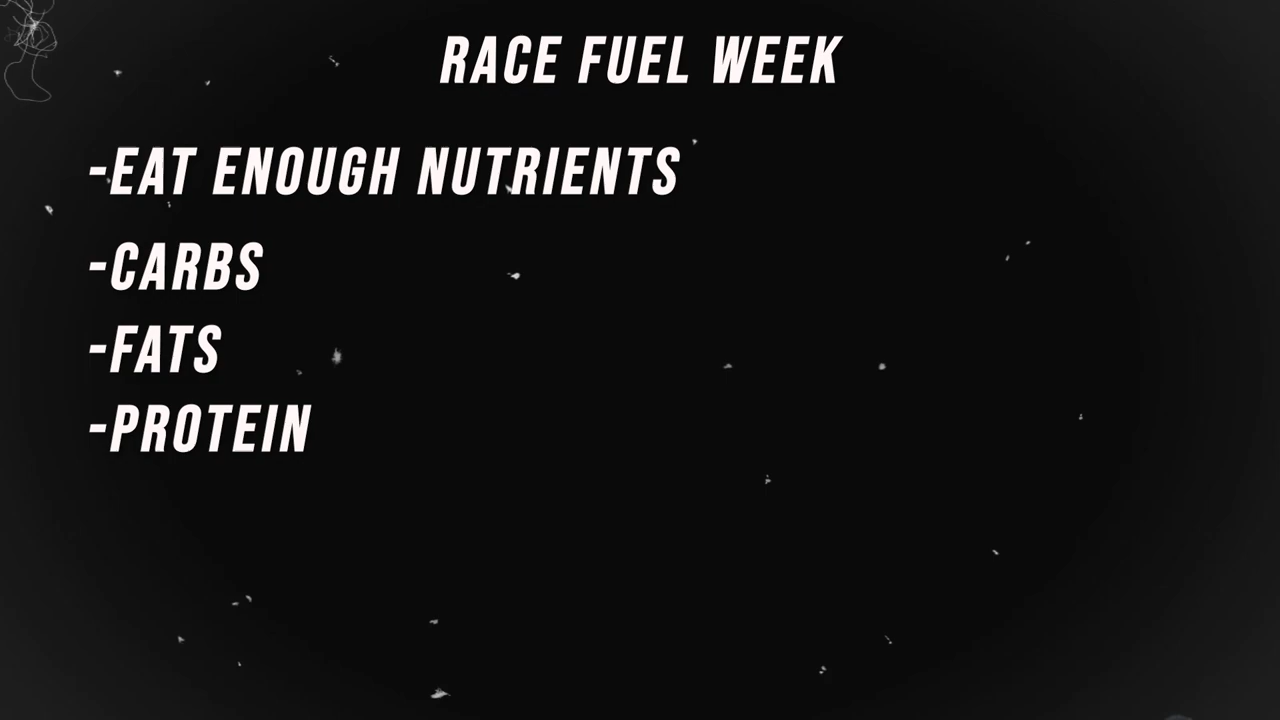 RACE FUEL WEEK
-EAT ENOUGH NUTRIENTS
-CARBS
-FATS
-PROTEIN